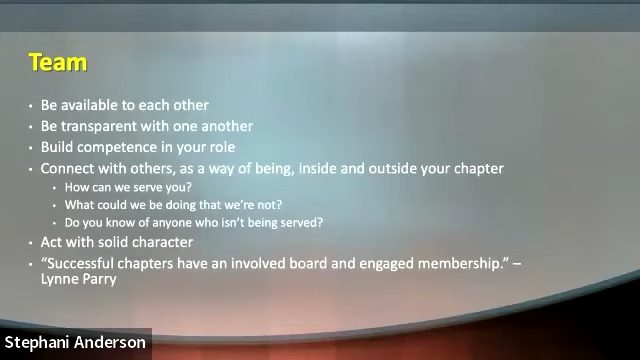 Team
• Be available to each other
• Be transparent with one another
• Build competence in your role
• Connect with others, as a way of being, inside and outside your chapter
• How can we serve you?
• What could we be doing that we're not?
• Do you know of anyone who isn't being served?
• Act with solid character
• “Successful chapters have an involved board and engaged membership.” –
Lynne Parry
Stephani Anderson